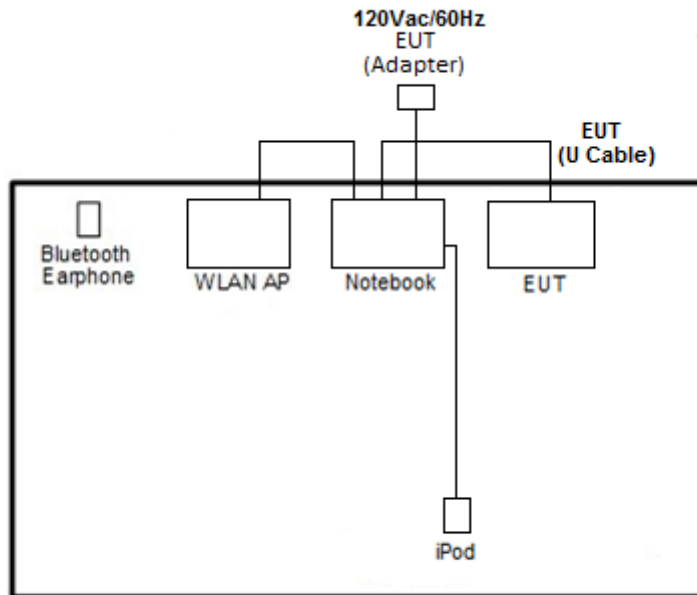 120Vac/60Hz
EUT
(Adapter)
EUT
(U Cable)
Bluetooth
Earphone
WLAN AP
Notebook
EUT
iPod